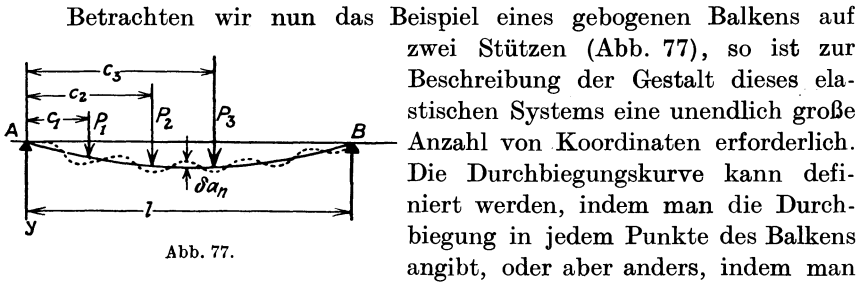 Betrachten wir nun das Beispiel eines gebogenen Balkens auf
zwei Stützen (Abb. 77), so ist zur
Beschreibung der Gestalt dieses ela-
stischen Systems eine unendlich große
Anzahl von Koordinaten erforderlich.
Die Durchbiegungskurve kann defi-
niert werden, indem man die Durch-
biegung in jedem Punkte des Balkens
angibt, oder aber anders, indem man
c₃
c₂
c₁ P₁ P₂ P₃
A B
δaₙ
l
y
Abb. 77.